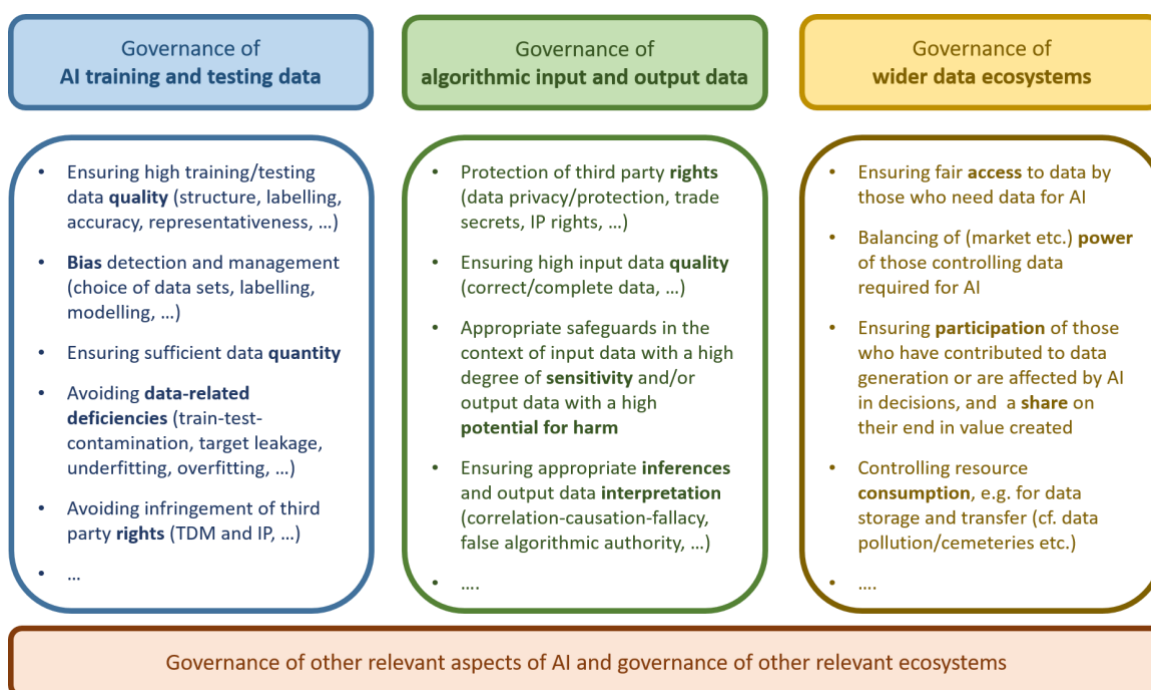 Governance of
AI training and testing data
Governance of
algorithmic input and output data
Governance of
wider data ecosystems
• Ensuring high training/testing
data quality (structure, labelling,
accuracy, representativeness, …)
• Bias detection and management
(choice of data sets, labelling,
modelling, …)
• Ensuring sufficient data quantity
• Avoiding data-related
deficiencies (train-test-
contamination, target leakage,
underfitting, overfitting, …)
• Avoiding infringement of third
party rights (TDM and IP, …)
• …
• Protection of third party rights
(data privacy/protection, trade
secrets, IP rights, …)
• Ensuring high input data quality
(correct/complete data, …)
• Appropriate safeguards in the
context of input data with a high
degree of sensitivity and/or
output data with a high
potential for harm
• Ensuring appropriate inferences
and output data interpretation
(correlation-causation-fallacy,
false algorithmic authority, …)
• ….
• Ensuring fair access to data by
those who need data for AI
• Balancing of (market etc.) power
of those controlling data
required for AI
• Ensuring participation of those
who have contributed to data
generation or are affected by AI
in decisions, and a share on
their end in value created
• Controlling resource
consumption, e.g. for data
storage and transfer (cf. data
pollution/cemeteries etc.)
• ….
Governance of other relevant aspects of AI and governance of other relevant ecosystems